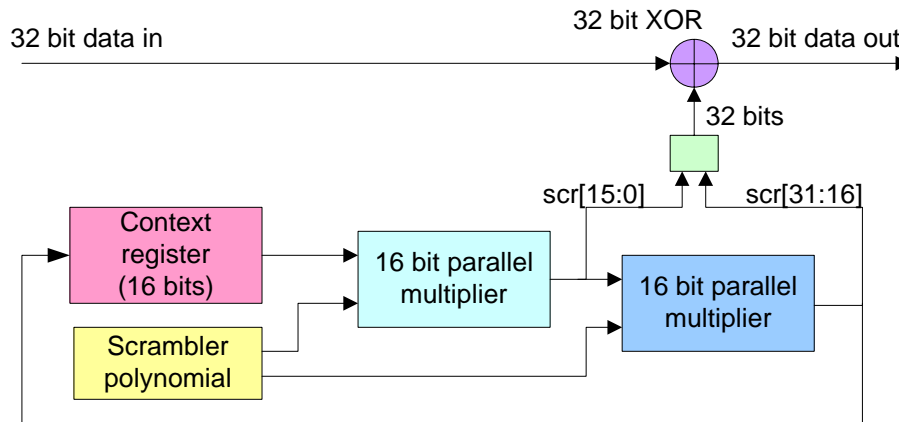 32 bit XOR
32 bit data in
32 bit data out
32 bits
scr[15:0]
scr[31:16]
Context
register
(16 bits)
16 bit parallel
multiplier
16 bit parallel
multiplier
Scrambler
polynomial